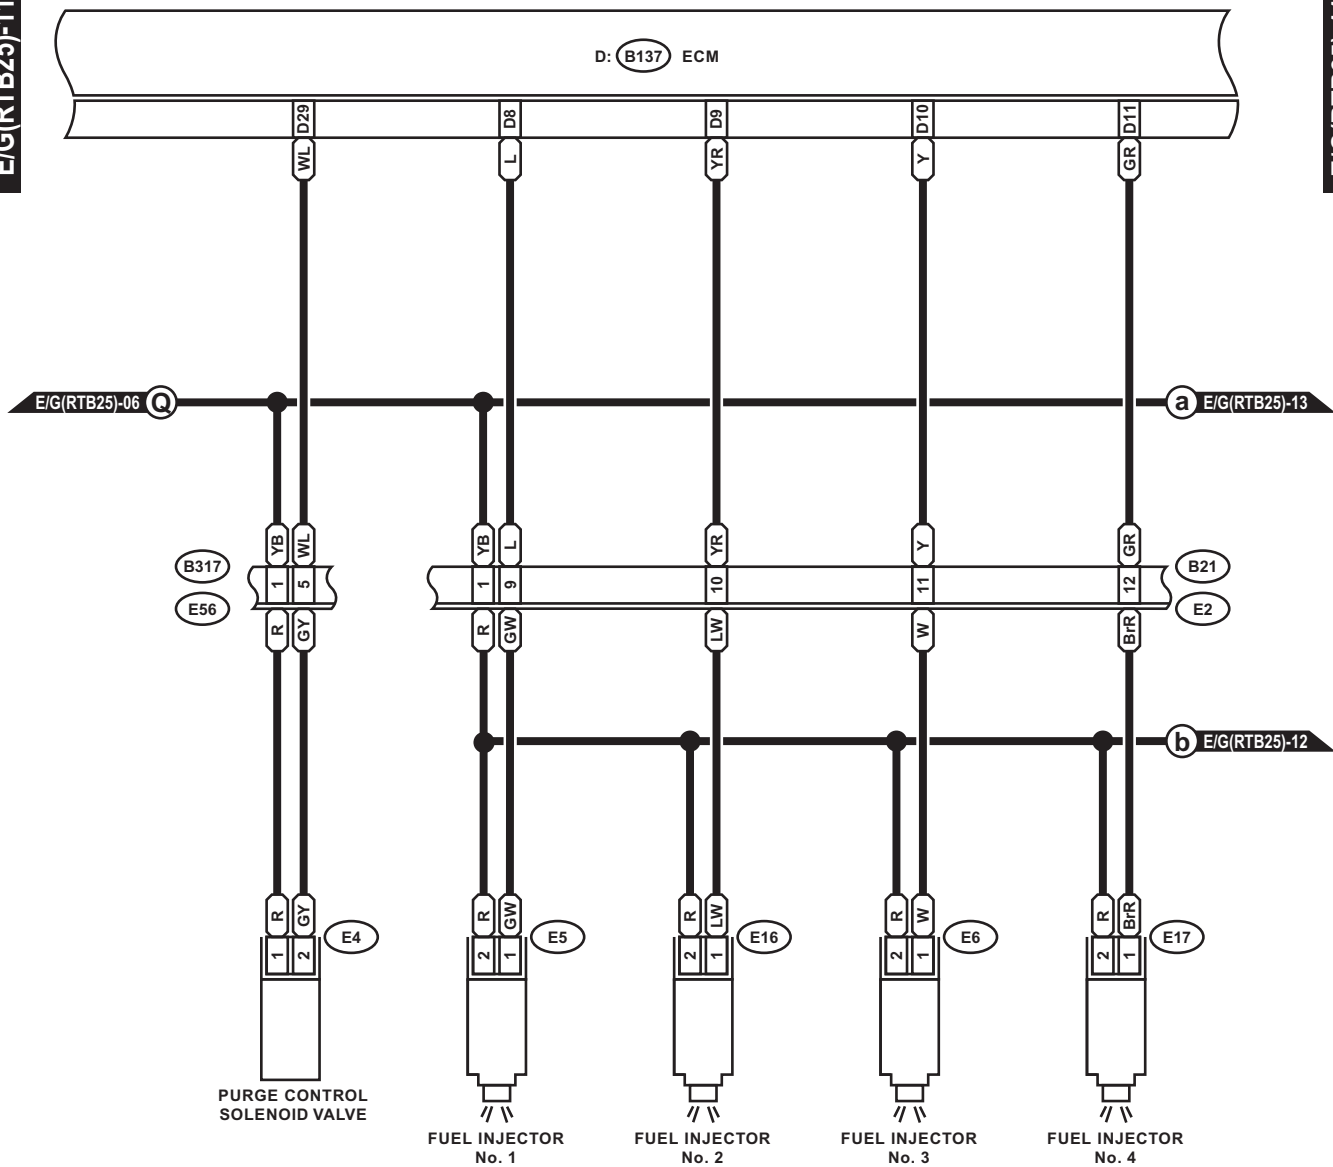 E/G(RTB25)-11
D: B137 ECM
D29 D8 D9 D10 D11
WL L YR Y GR
E/G(RTB25)-06 Q
a E/G(RTB25)-13
YB WL YB L YR Y GR
B317 1 5 1 9 10 11 12 B21
E56 E2
R GY R GW LW W BrR
b E/G(RTB25)-12
R GY R GW R LW R W R BrR
E4 E5 E16 E6 E17
1 2 2 1 2 1 2 1 2 1
PURGE CONTROL
SOLENOID VALVE
FUEL INJECTOR
No. 1
FUEL INJECTOR
No. 2
FUEL INJECTOR
No. 3
FUEL INJECTOR
No. 4